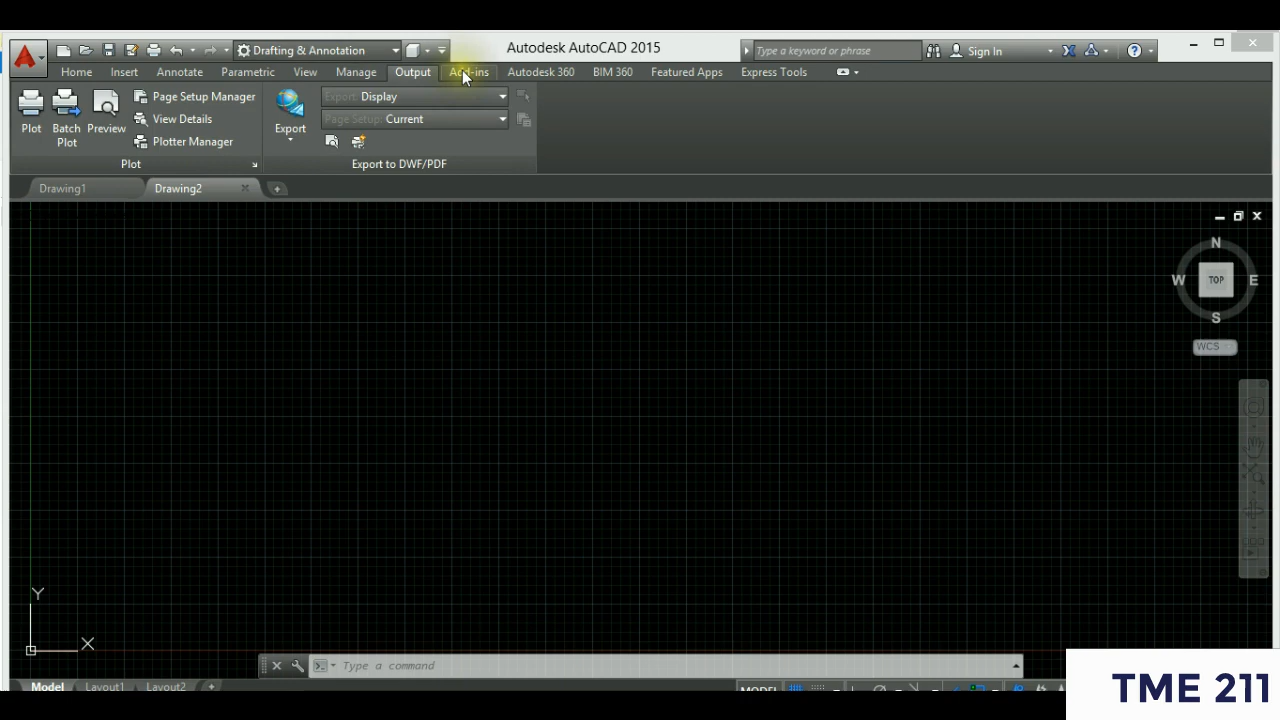 Drafting & Annotation
Autodesk AutoCAD 2015
Type a keyword or phrase
Sign In
Home Insert Annotate Parametric View Manage Output Add-ins Autodesk 360 BIM 360 Featured Apps Express Tools
Plot
Batch
Plot
Preview
Page Setup Manager
View Details
Plotter Manager
Plot
Export
Export: Display
Page Setup: Current
Export to DWF/PDF
Drawing1
Drawing2
N
W TOP E
S
WCS
Y
X
Type a command
Model Layout1 Layout2
MODEL
TME 211